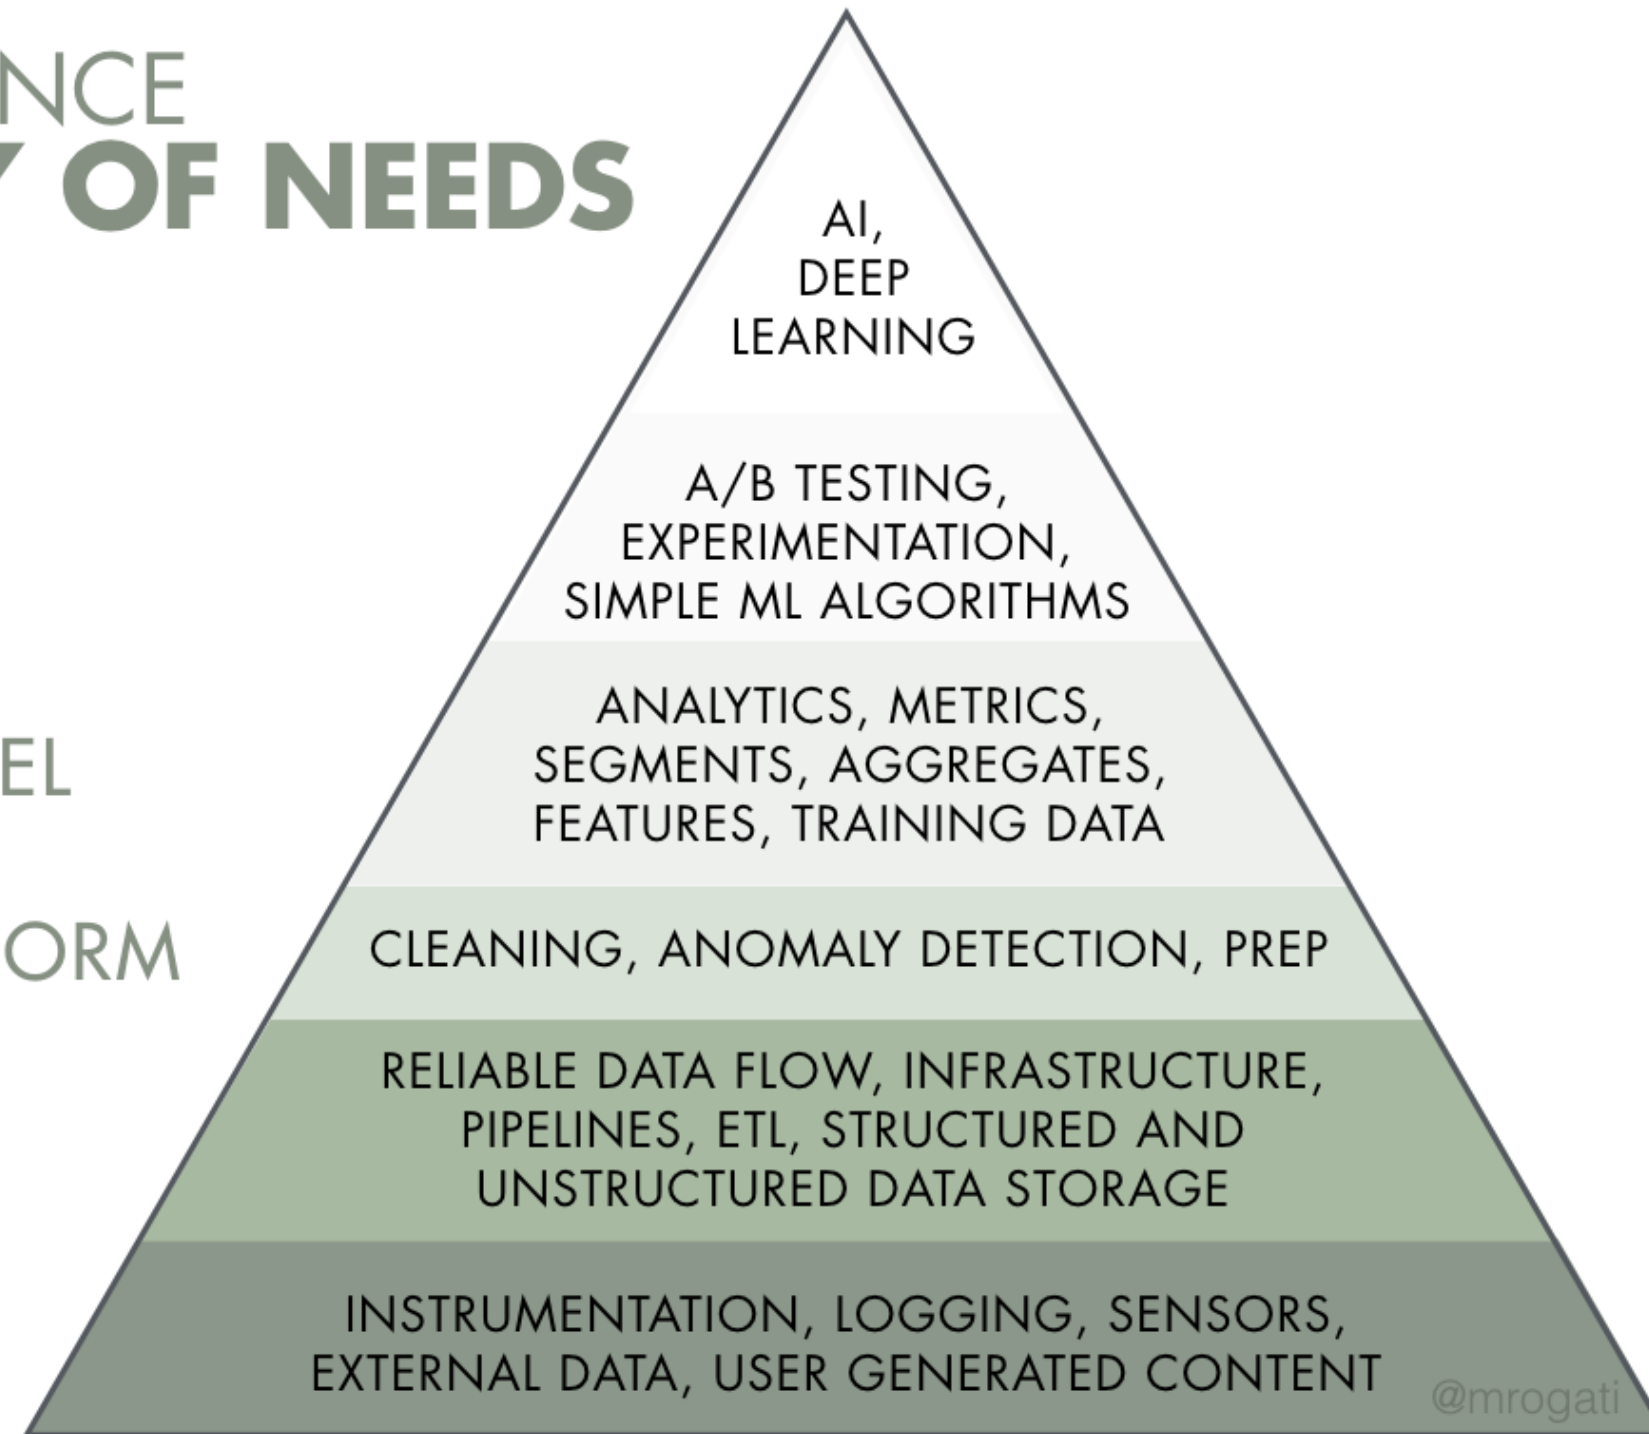 NCE
Y OF NEEDS
AI,
DEEP
LEARNING
A/B TESTING,
EXPERIMENTATION,
SIMPLE ML ALGORITHMS
ANALYTICS, METRICS,
SEGMENTS, AGGREGATES,
FEATURES, TRAINING DATA
EL
CLEANING, ANOMALY DETECTION, PREP
ORM
RELIABLE DATA FLOW, INFRASTRUCTURE,
PIPELINES, ETL, STRUCTURED AND
UNSTRUCTURED DATA STORAGE
INSTRUMENTATION, LOGGING, SENSORS,
EXTERNAL DATA, USER GENERATED CONTENT
@mrogati